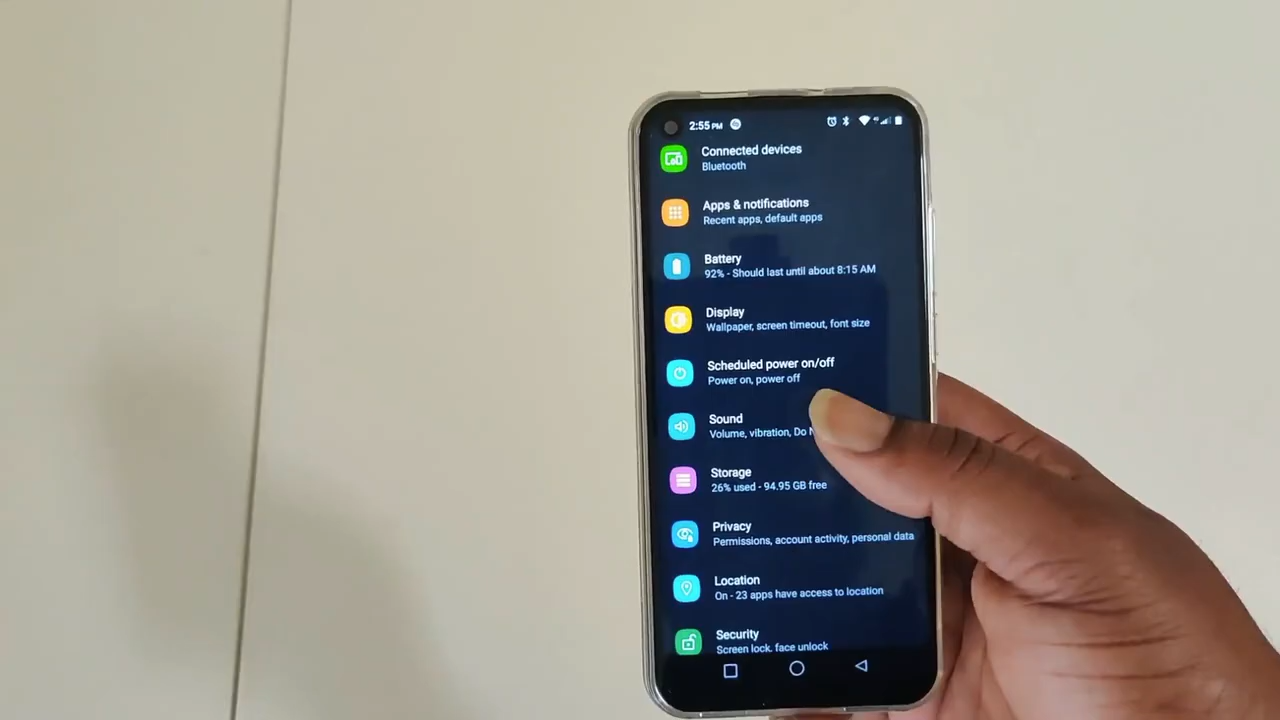 2:55 PM
Connected devices
Bluetooth
Apps & notifications
Recent apps, default apps
Battery
92% - Should last until about 8:15 AM
Display
Wallpaper, screen timeout, font size
Scheduled power on/off
Power on, power off
Sound
Volume, vibration, Do
Storage
26% used - 94.95 GB free
Privacy
Permissions, account activity, personal data
Location
On - 23 apps have access to location
Security
Screen lock, face unlock